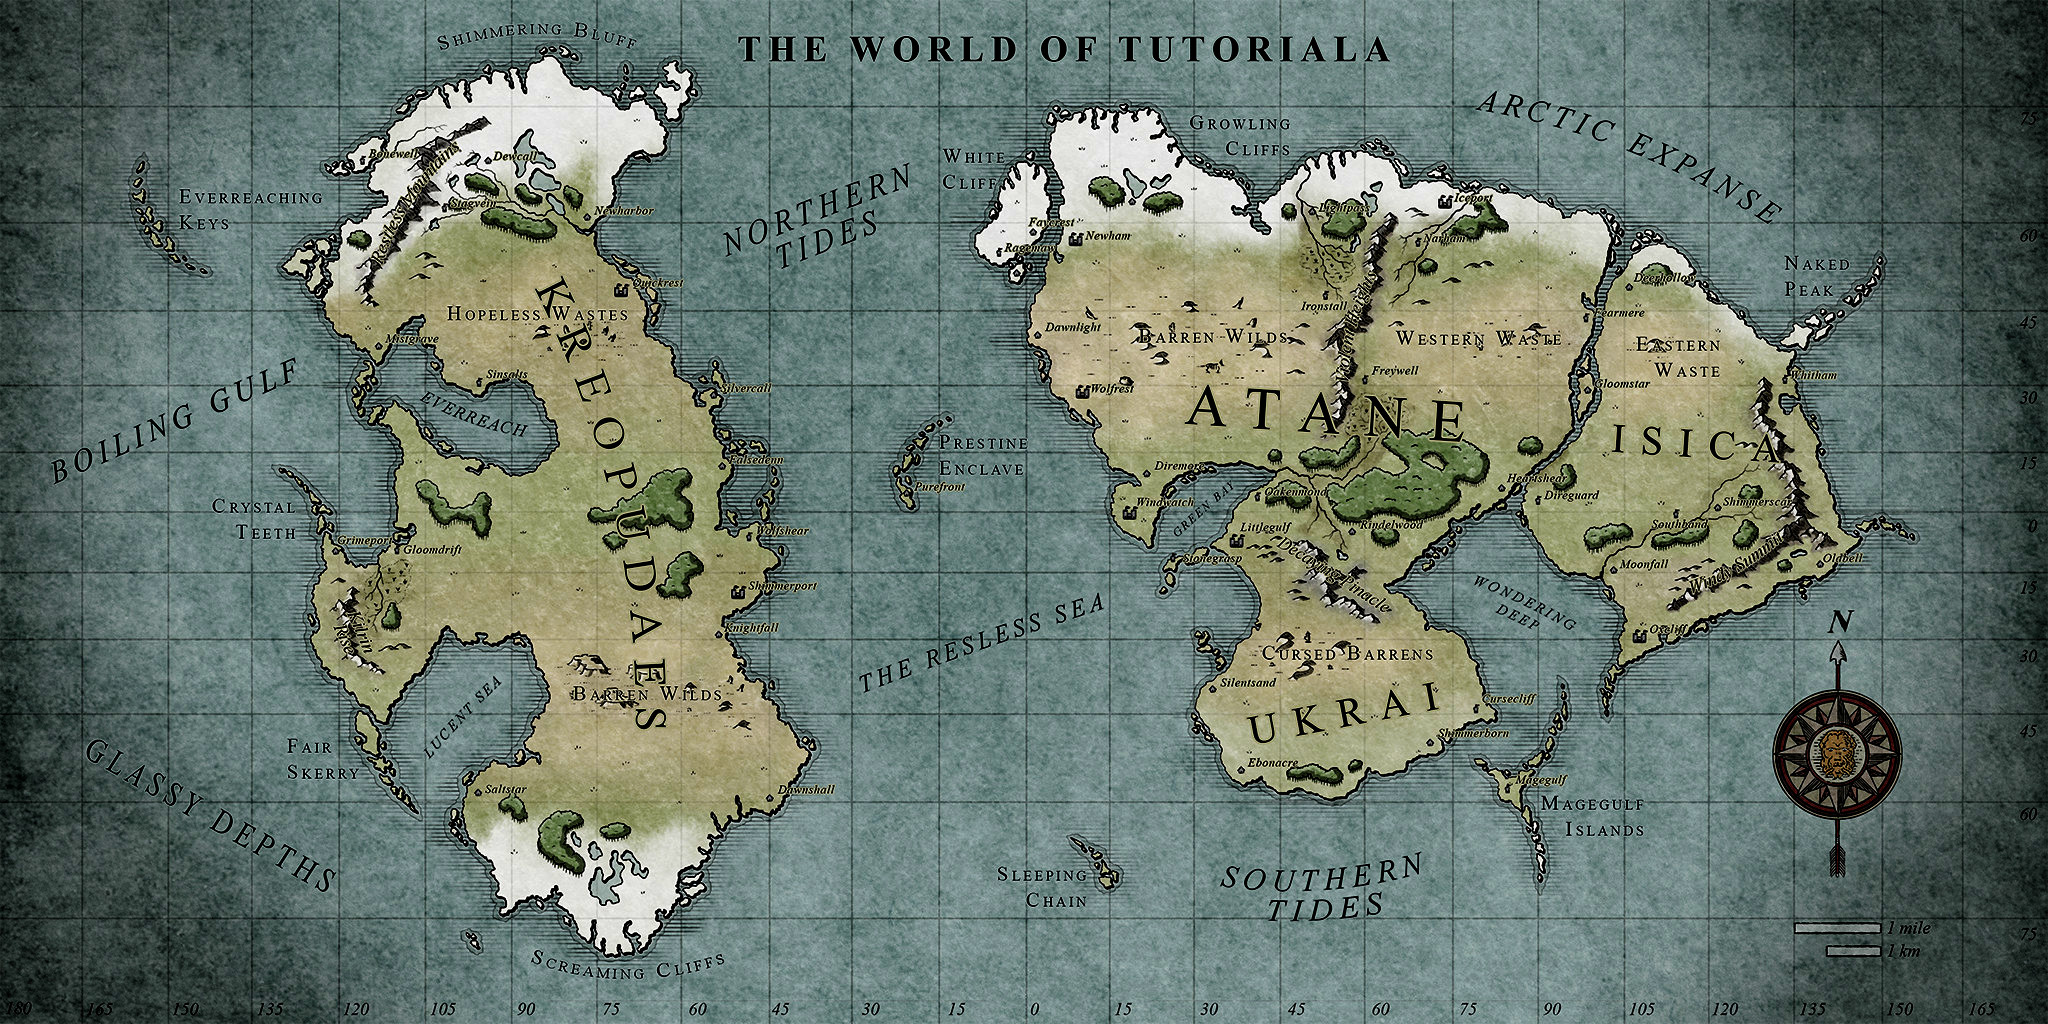 THE WORLD OF TUTORIALA
SHIMMERING BLUFF
ARCTIC EXPANSE
GROWLING
CLIFFS
WHITE
CLIFFS
EVERREACHING
KEYS
NORTHERN
TIDES
NAKED
PEAK
Bonewell
Dewcall
Stagvein
Newharbor
Quickrest
HOPELESS WASTES
Mistgrave
Sinsalts
Silvercall
Falsedenn
KREOPUDAES
EVERREACH
BOILING GULF
CRYSTAL
TEETH
Grimeport
Gloomdrift
Wolfshear
Shimmerport
Knightfall
BARREN WILDS
LUCENT SEA
FAIR
SKERRY
GLASSY DEPTHS
Saltstar
Dawnshall
SCREAMING CLIFFS
PRESTINE
ENCLAVE
Purefront
THE RESLESS SEA
Faycrest
Newham
Ragemaw
Lightpass
Iceport
Narham
Ironstall
Dawnlight
BARREN WILDS
WESTERN WASTE
Wolfrest
Freywell
ATANE
Diremore
Windwatch
GREEN BAY
Oakenmond
Rindelwood
Littlegulf
Stonegrasp
Decaying Pinacle
Heartshear
Deerhollow
Fearmere
EASTERN
WASTE
Gloomstar
Whitham
ISICA
Direguard
Shimmerscar
Southband
Moonfall
Windy Summit
Oldbell
Oxcliff
WONDERING
DEEP
CURSED BARRENS
Silentsand
UKRAI
Cursecliff
Shimmerborn
Ebonacre
Magegulf
MAGEGULF
ISLANDS
SLEEPING
CHAIN
SOUTHERN
TIDES
N
1 mile
1 km
75
60
45
30
15
0
15
30
45
60
75
180 165 150 135 120 105 90 75 60 45 30 15 0 15 30 45 60 75 90 105 120 135 150 165